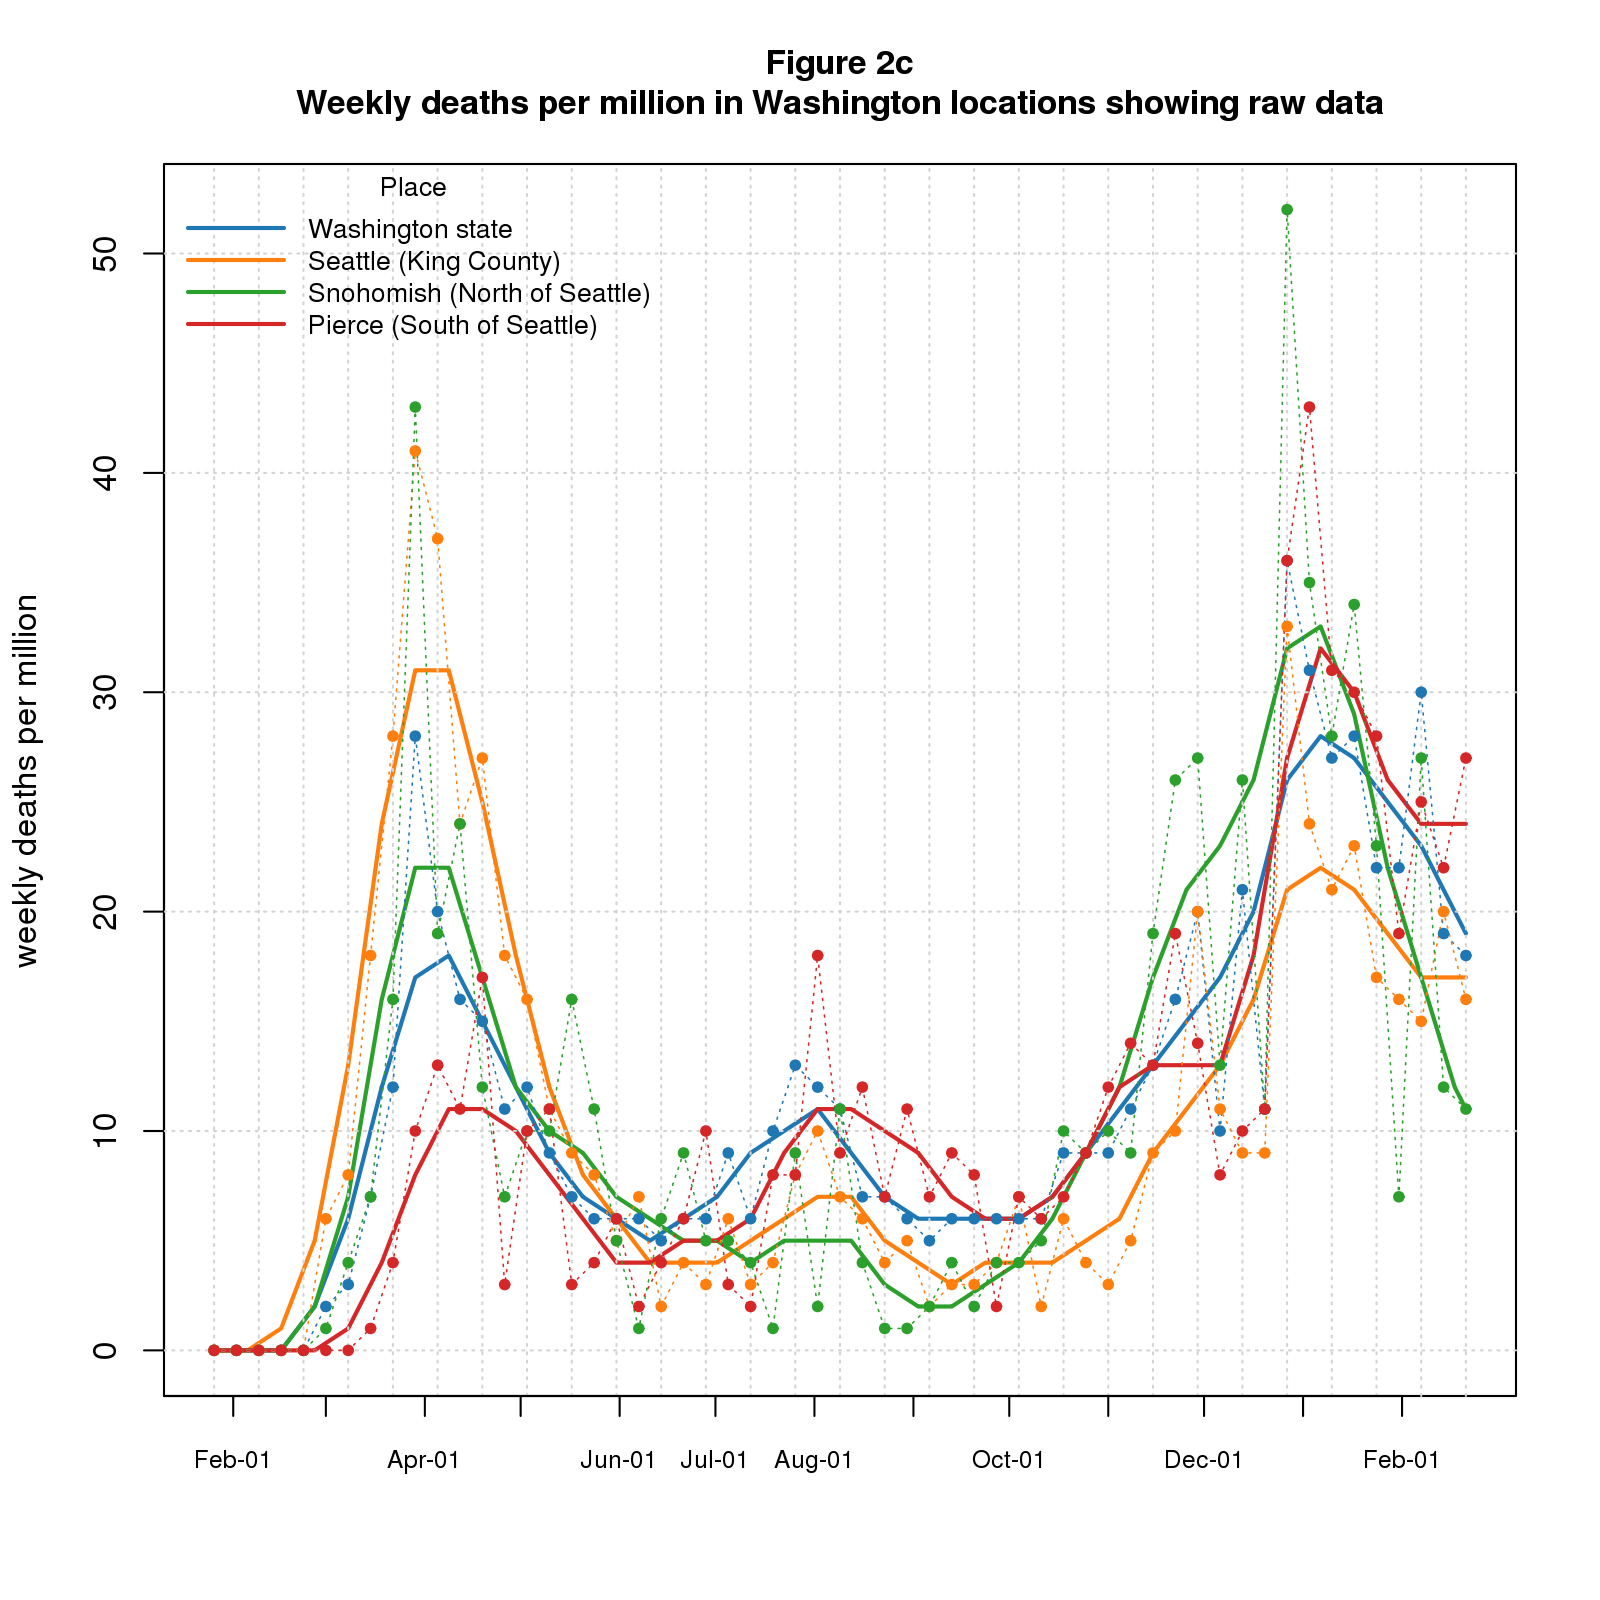 Figure 2c
Weekly deaths per million in Washington locations showing raw data
Place
Washington state
Seattle (King County)
Snohomish (North of Seattle)
Pierce (South of Seattle)
weekly deaths per million
50
40
30
20
10
0
Feb-01 Apr-01 Jun-01 Jul-01 Aug-01 Oct-01 Dec-01 Feb-01